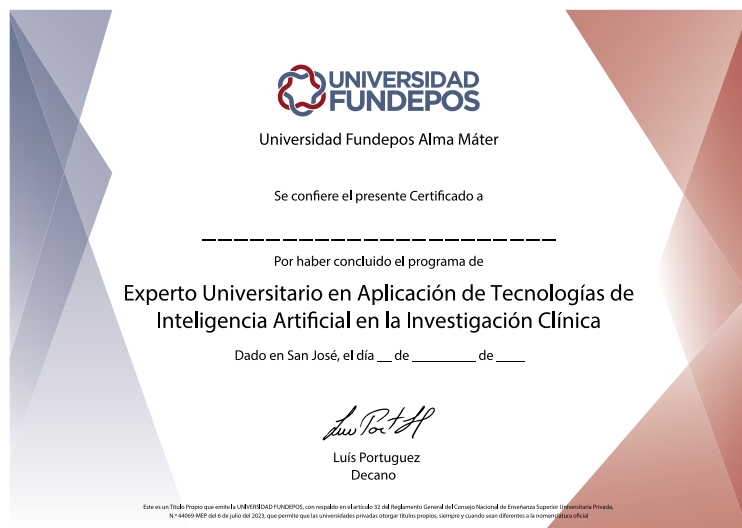 UNIVERSIDAD
FUNDEPOS
Universidad Fundepos Alma Máter
Se confiere el presente Certificado a
Por haber concluido el programa de
Experto Universitario en Aplicación de Tecnologías de
Inteligencia Artificial en la Investigación Clínica
Dado en San José, el día __ de ________ de ____
Luís Portuguez
Decano
Este es un Título Propio que emite la UNIVERSIDAD FUNDEPOS, con respaldo en el artículo 32 del Reglamento General del Consejo Nacional de Enseñanza Superior Universitaria Privada,
N.º 44069-MEP del 6 de julio del 2023, que permite que las universidades privadas otorgar títulos propios, siempre y cuando sean diferentes a la nomenclatura oficial